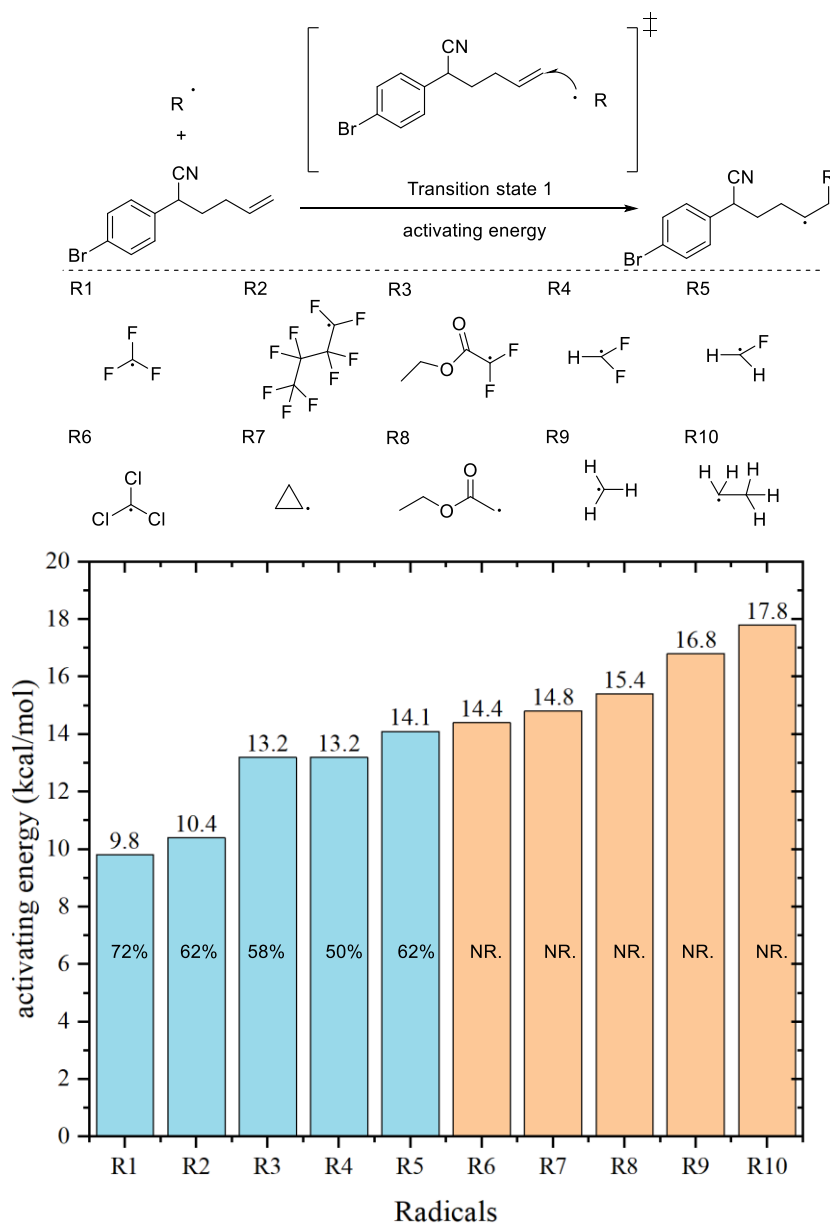 CN
R
Br
R
+
CN
Br
Transition state 1
activating energy
CN
R
Br
R1 R2 R3 R4 R5
F
F F
F F
F F
F F
F F F
O
O F
F
H F
F
H F
H
R6 R7 R8 R9 R10
Cl
Cl Cl
O
O
H
H
H
H H H
H
H
activating energy (kcal/mol)
20
18
16
14
12
10
8
6
4
2
0
9.8 10.4 13.2 13.2 14.1 14.4 14.8 15.4 16.8 17.8
72% 62% 58% 50% 62% NR. NR. NR. NR. NR.
R1 R2 R3 R4 R5 R6 R7 R8 R9 R10
Radicals